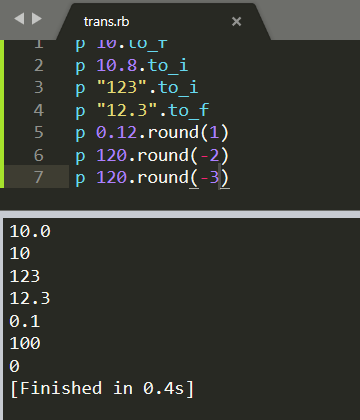 trans.rb
1 p 10.to_f
2 p 10.8.to_i
3 p "123".to_i
4 p "12.3".to_f
5 p 0.12.round(1)
6 p 120.round(-2)
7 p 120.round(-3)
10.0
10
123
12.3
0.1
100
0
[Finished in 0.4s]